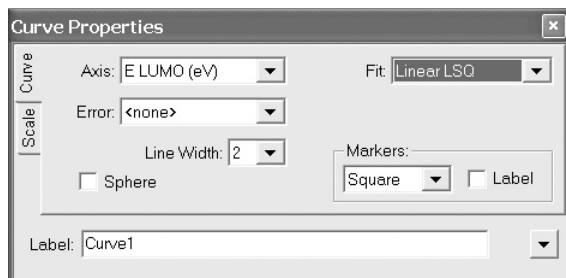 Curve Properties
Curve
Scale
Axis: E LUMO (eV)
Fit: Linear LSQ
Error: <none>
Line Width: 2
Sphere
Markers:
Square
Label
Label: Curve1